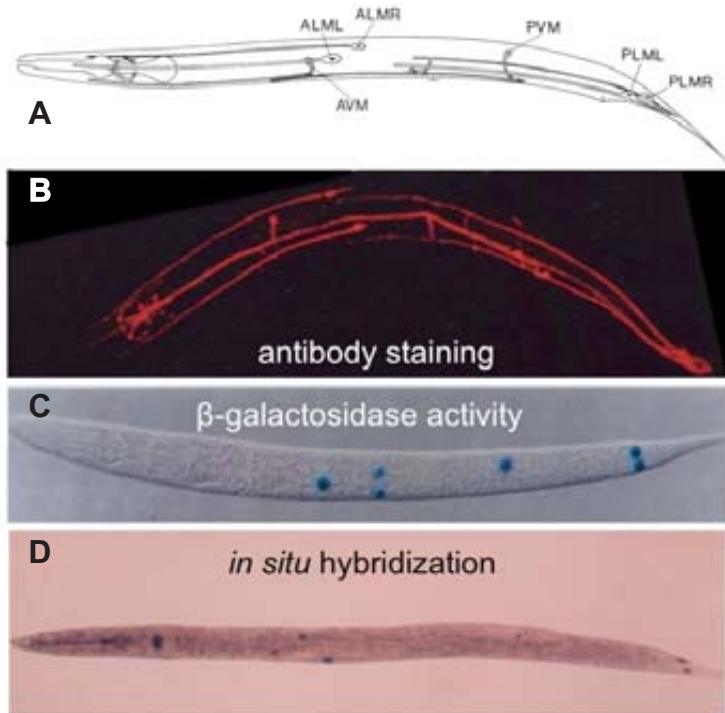 ALMR
ALML
PVM
PLML
PLMR
AVM
A
B
antibody staining
C
β-galactosidase activity
D
in situ hybridization